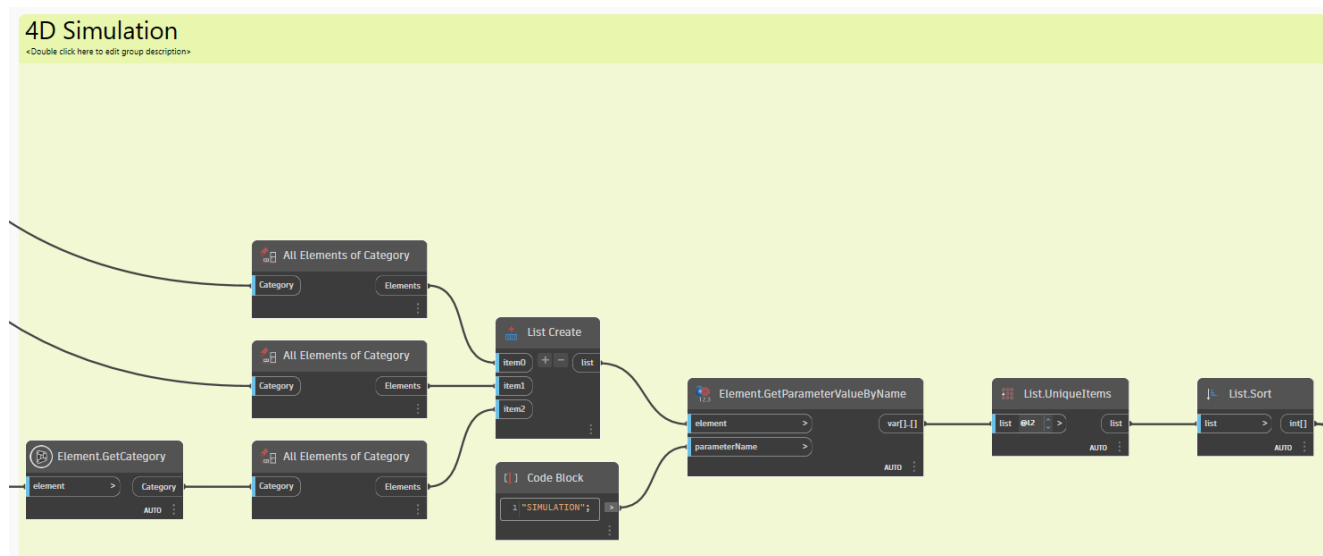 4D Simulation
<Double click here to edit group description>
All Elements of Category
Category
Elements
All Elements of Category
Category
Elements
Element.GetCategory
element
>
Category
AUTO
All Elements of Category
Category
Elements
List Create
item0
+
−
list
item1
item2
Code Block
1 "SIMULATION";
>
123
Element.GetParameterValueByName
element
>
var[]..[]
parameterName
>
AUTO
List.UniqueItems
list
@L2
>
list
AUTO
List.Sort
list
>
int[]
AUTO